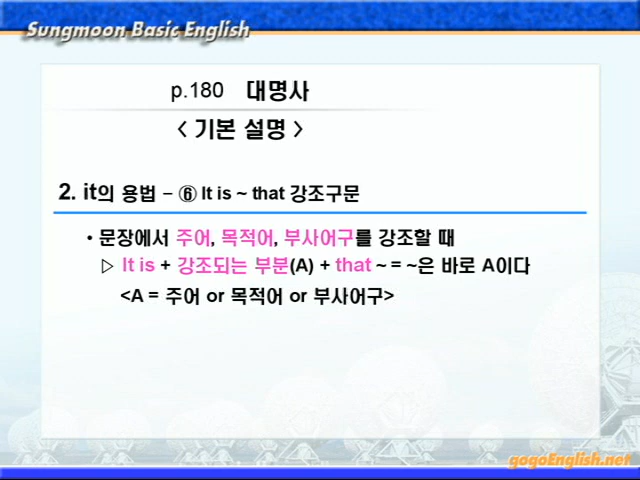 Sungmoon Basic English
p.180 대명사
< 기본 설명 >
2. it의 용법 – ⑥ It is ~ that 강조구문
• 문장에서 주어, 목적어, 부사어구를 강조할 때
▷ It is + 강조되는 부분(A) + that ~ = ~은 바로 A이다
<A = 주어 or 목적어 or 부사어구>
gogoEnglish.net